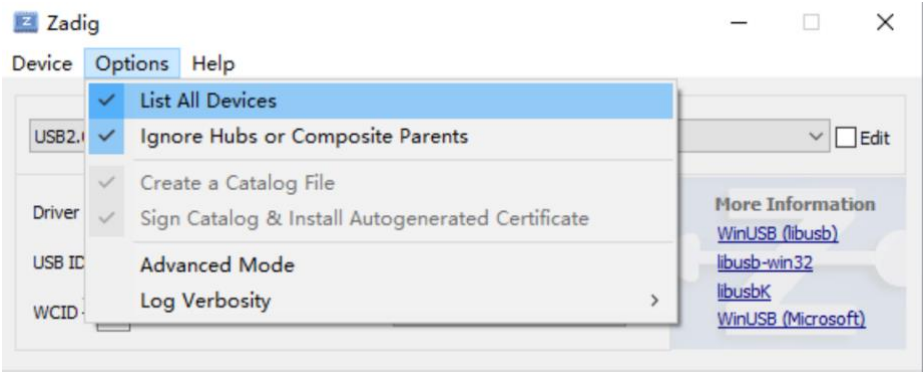 Zadig
Device Options Help
List All Devices
USB2. Ignore Hubs or Composite Parents Edit
Create a Catalog File
Driver Sign Catalog & Install Autogenerated Certificate
More Information
WinUSB (libusb)
USB ID Advanced Mode libusb-win32
Log Verbosity libusbK
WCID WinUSB (Microsoft)